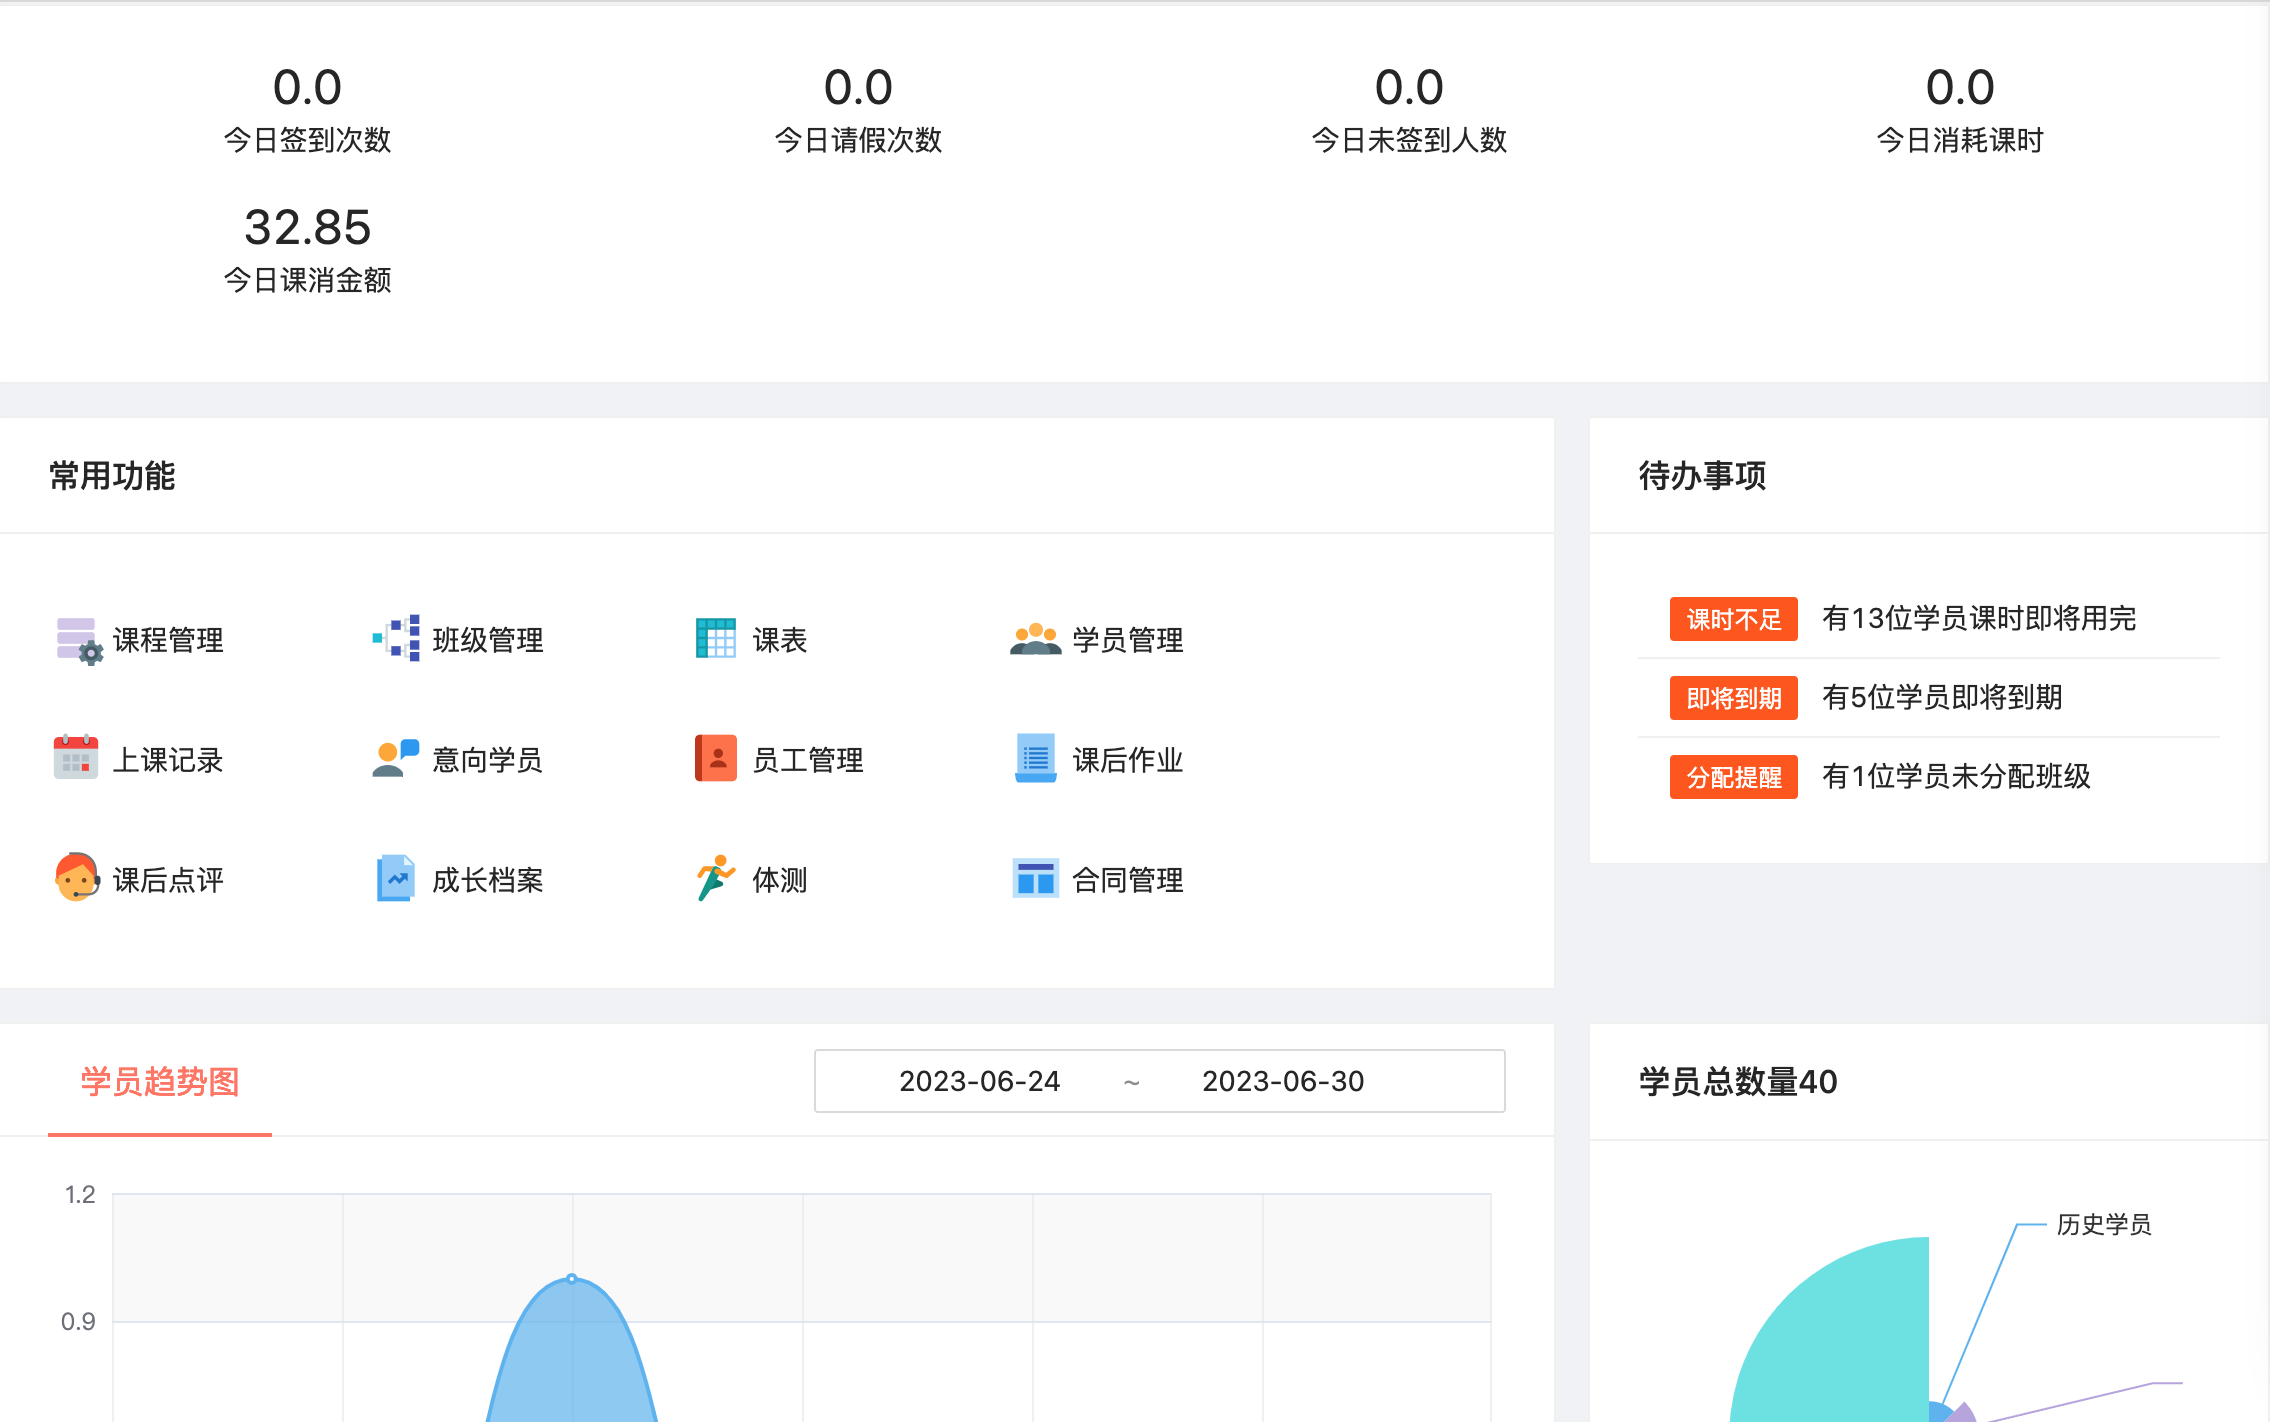 0.0
今日签到次数
0.0
今日请假次数
0.0
今日未签到人数
0.0
今日消耗课时
32.85
今日课消金额
常用功能
课程管理
班级管理
课表
学员管理
上课记录
意向学员
员工管理
课后作业
课后点评
成长档案
体测
合同管理
待办事项
课时不足 有13位学员课时即将用完
即将到期 有5位学员即将到期
分配提醒 有1位学员未分配班级
学员趋势图
2023-06-24 ~ 2023-06-30
1.2
0.9
学员总数量40
历史学员